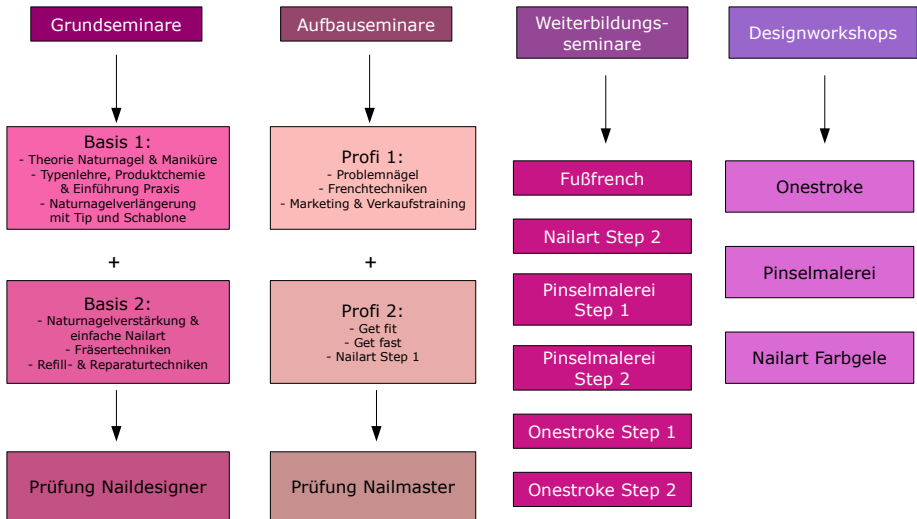 Grundseminare
Basis 1:
- Theorie Naturnagel & Maniküre
- Typenlehre, Produktchemie
& Einführung Praxis
- Naturnagelverlängerung
mit Tip und Schablone
+
Basis 2:
- Naturnagelverstärkung &
einfache Nailart
- Fräsertechniken
- Refill- & Reparaturtechniken
Prüfung Naildesigner
Aufbauseminare
Profi 1:
- Problemnägel
- Frenchtechniken
- Marketing & Verkaufstraining
+
Profi 2:
- Get fit
- Get fast
- Nailart Step 1
Prüfung Nailmaster
Weiterbildungs-
seminare
Fußfrench
Nailart Step 2
Pinselmalerei
Step 1
Pinselmalerei
Step 2
Onestroke Step 1
Onestroke Step 2
Designworkshops
Onestroke
Pinselmalerei
Nailart Farbgele